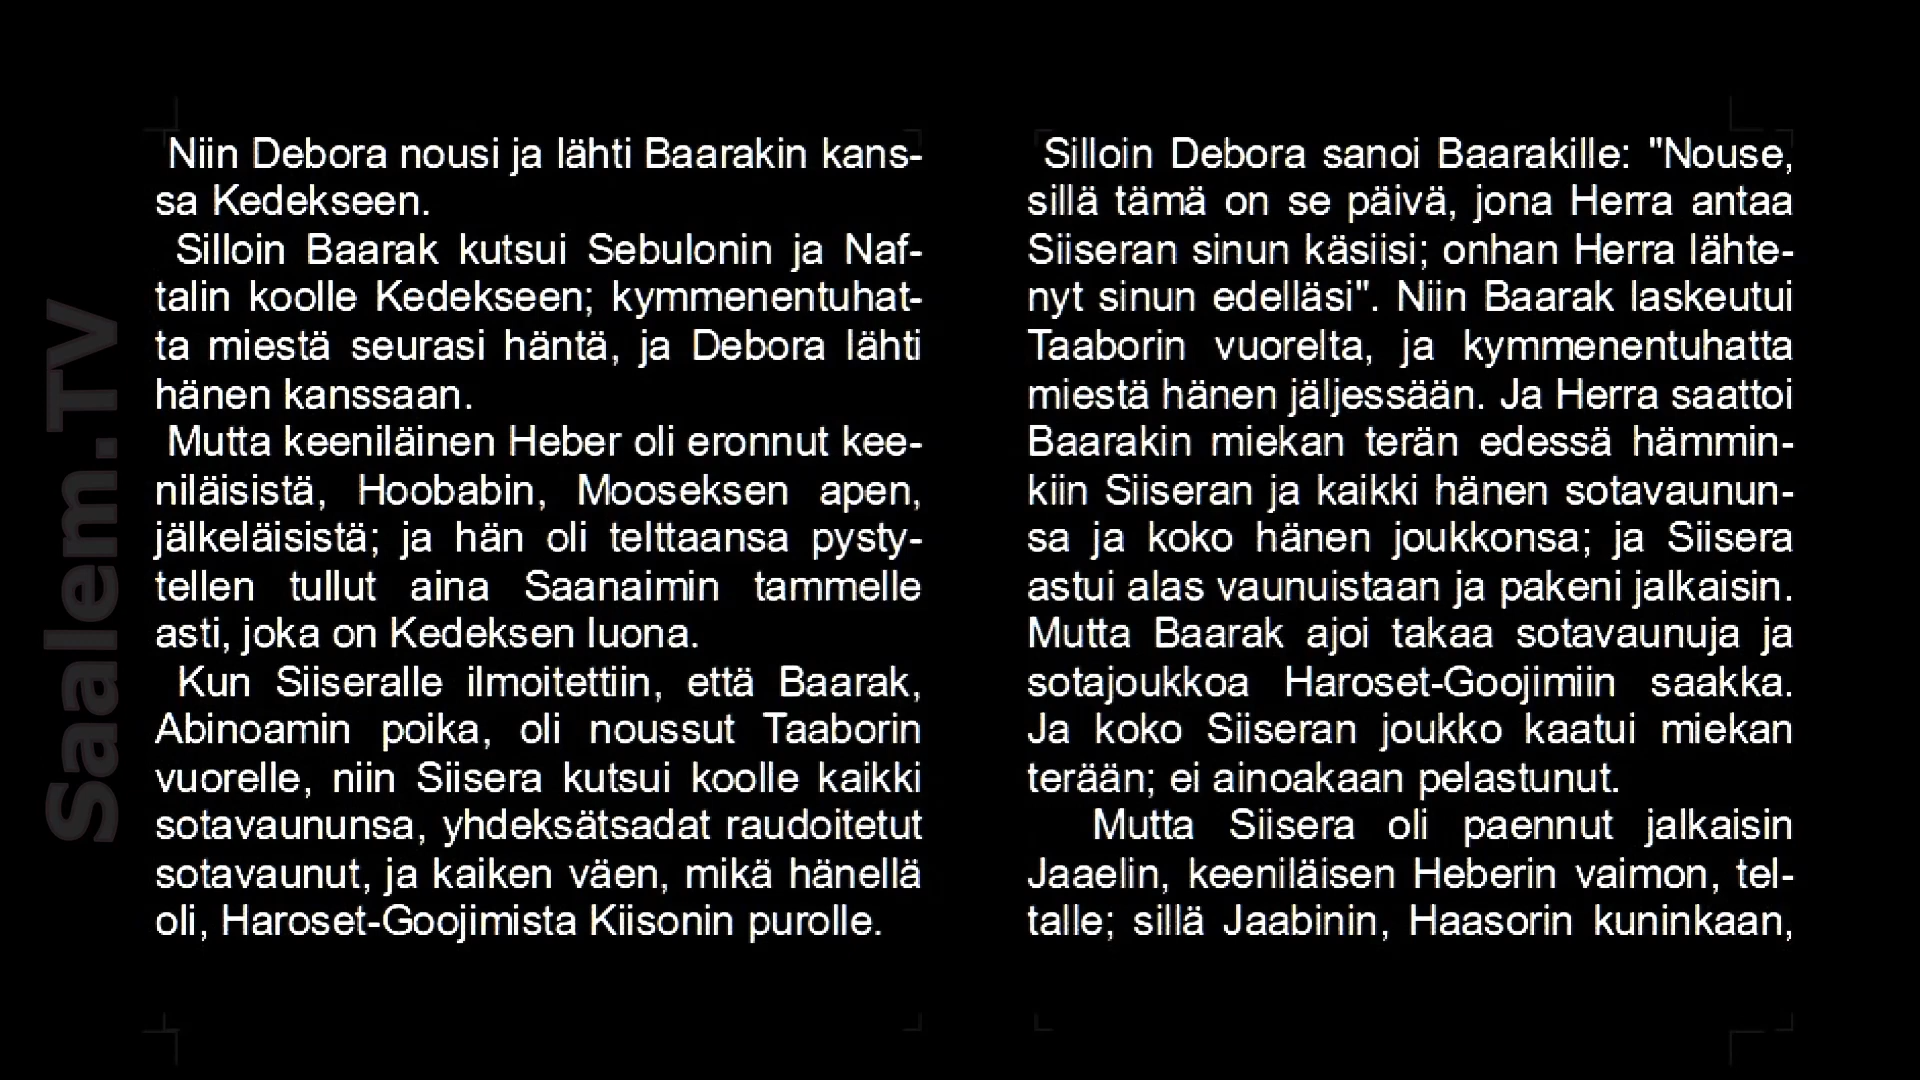 Saalem.TV
Niin Debora nousi ja lähti Baarakin kans-
sa Kedekseen.
Silloin Baarak kutsui Sebulonin ja Naf-
talin koolle Kedekseen; kymmenentuhat-
ta miestä seurasi häntä, ja Debora lähti
hänen kanssaan.
Mutta keeniläinen Heber oli eronnut kee-
niläisistä, Hoobabin, Mooseksen apen,
jälkeläisistä; ja hän oli telttaansa pysty-
tellen tullut aina Saanaimin tammelle
asti, joka on Kedeksen luona.
Kun Siiseralle ilmoitettiin, että Baarak,
Abinoamin poika, oli noussut Taaborin
vuorelle, niin Siisera kutsui koolle kaikki
sotavaununsa, yhdeksätsadat raudoitetut
sotavaunut, ja kaiken väen, mikä hänellä
oli, Haroset-Goojimista Kiisonin purolle.
Silloin Debora sanoi Baarakille: "Nouse,
sillä tämä on se päivä, jona Herra antaa
Siiseran sinun käsiisi; onhan Herra lähte-
nyt sinun edelläsi". Niin Baarak laskeutui
Taaborin vuorelta, ja kymmenentuhatta
miestä hänen jäljessään. Ja Herra saattoi
Baarakin miekan terän edessä hämmin-
kiin Siiseran ja kaikki hänen sotavaunun-
sa ja koko hänen joukkonsa; ja Siisera
astui alas vaunuistaan ja pakeni jalkaisin.
Mutta Baarak ajoi takaa sotavaunuja ja
sotajoukkoa Haroset-Goojimiin saakka.
Ja koko Siiseran joukko kaatui miekan
terään; ei ainoakaan pelastunut.
Mutta Siisera oli paennut jalkaisin
Jaaelin, keeniläisen Heberin vaimon, tel-
talle; sillä Jaabinin, Haasorin kuninkaan,